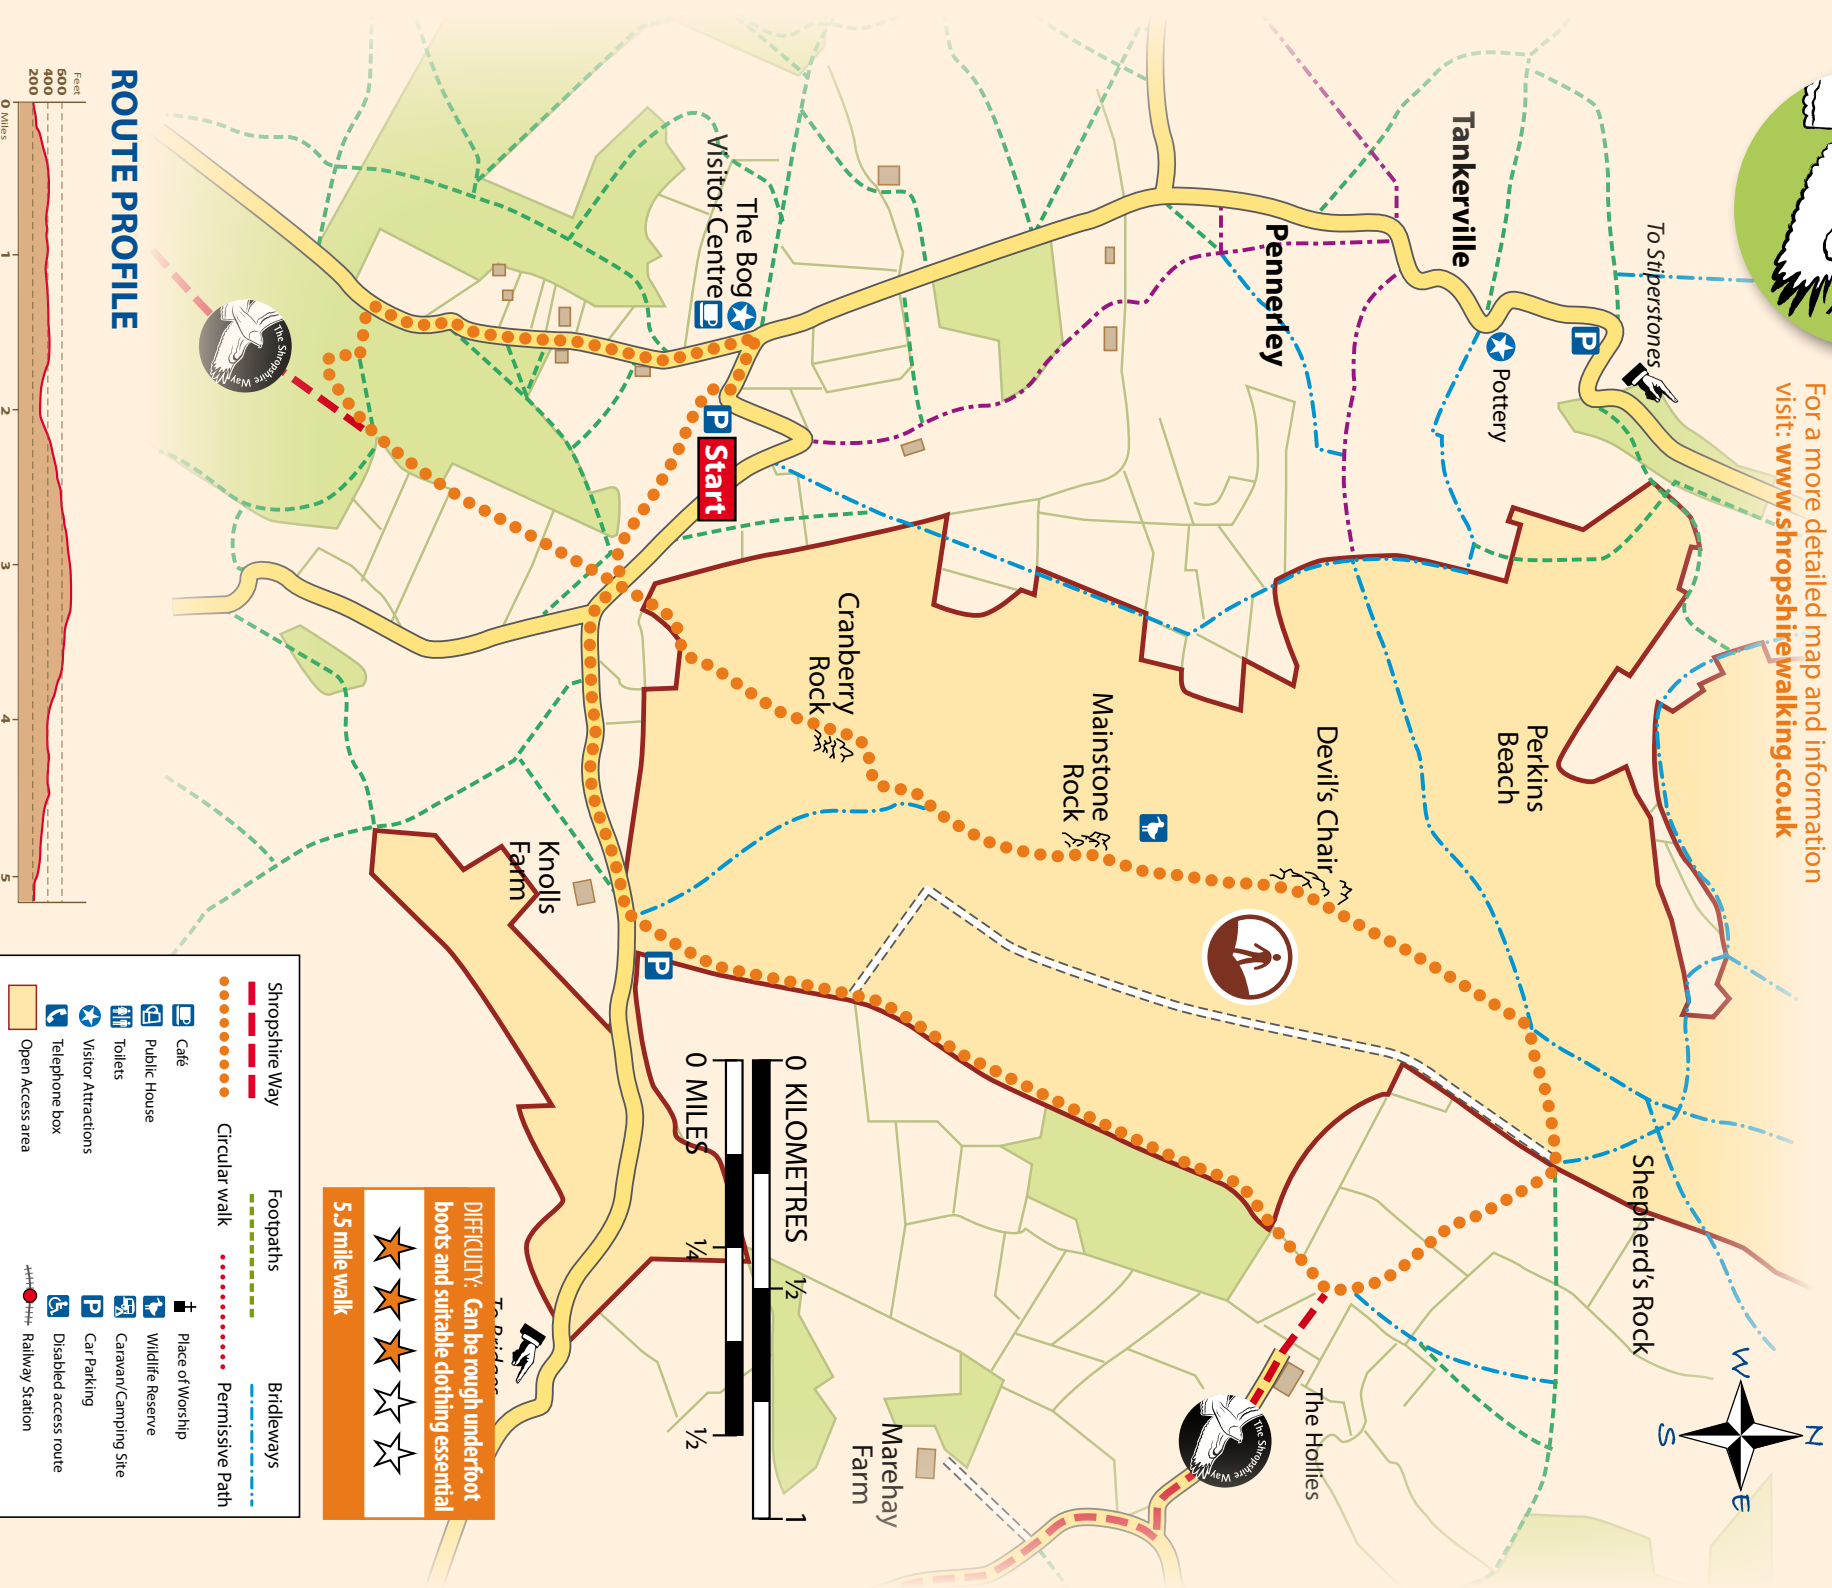 For a more detailed map and information
visit: www.shropshirewalking.co.uk
N
W
E
S
To Stiperstones
Tankerville
Pottery
Perkins
Beach
Shepherd's Rock
Pennerley
Devil's Chair
The Hollies
The Shropshire Way
Mainstone
Rock
Cranberry
Rock
Marehay
Farm
The Bog
Visitor Centre
P
P
P
Start
Knolls
Farm
0 KILOMETRES
½
1
0 MILES
¼
½
To Bridges
DIFFICULTY: Can be rough underfoot
boots and suitable clothing essential
5.5 mile walk
The Shropshire Way
ROUTE PROFILE
Feet
600
400
200
0 Miles
1
2
3
4
5
Shropshire Way
Footpaths
Bridleways
Circular walk
Permissive Path
Café
Public House
Toilets
Visitor Attractions
Telephone box
Open Access area
Place of Worship
Wildlife Reserve
Caravan/Camping Site
P
Car Parking
Disabled access route
Railway Station